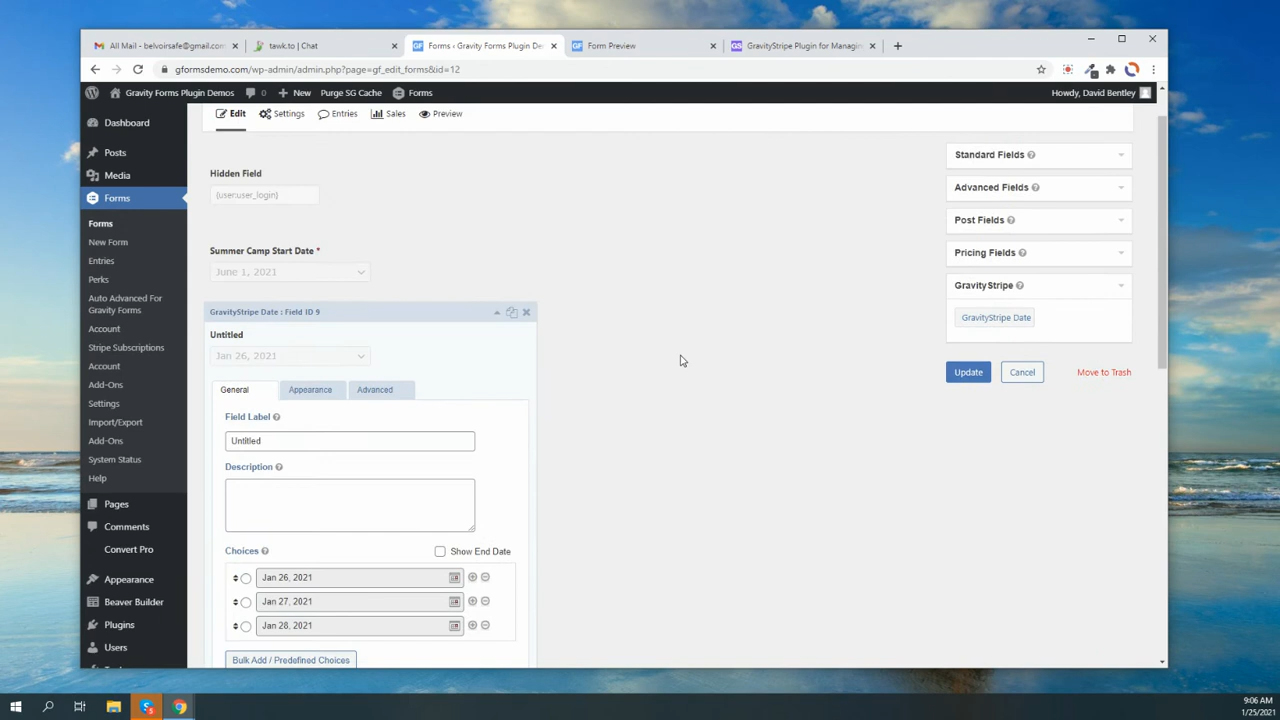 All Mail - belvoirsafe@gmail.com
tawk.to | Chat
Forms ‹ Gravity Forms Plugin De
Form Preview
GravityStripe Plugin for Managin
gformsdemo.com/wp-admin/admin.php?page=gf_edit_forms&id=12
Gravity Forms Plugin Demos
0
New
Purge SG Cache
Forms
Howdy, David Bentley
Dashboard
Posts
Media
Forms
Forms
New Form
Entries
Perks
Auto Advanced For
Gravity Forms
Account
Stripe Subscriptions
Account
Add-Ons
Settings
Import/Export
Add-Ons
System Status
Help
Pages
Comments
Convert Pro
Appearance
Beaver Builder
Plugins
Users
Edit
Settings
Entries
Sales
Preview
Hidden Field
{user:user_login}
Summer Camp Start Date *
June 1, 2021
GravityStripe Date : Field ID 9
Untitled
Jan 26, 2021
General
Appearance
Advanced
Field Label
Untitled
Description
Choices
Show End Date
Jan 26, 2021
Jan 27, 2021
Jan 28, 2021
Bulk Add / Predefined Choices
Standard Fields
Advanced Fields
Post Fields
Pricing Fields
GravityStripe
GravityStripe Date
Update
Cancel
Move to Trash
9:06 AM
1/25/2021